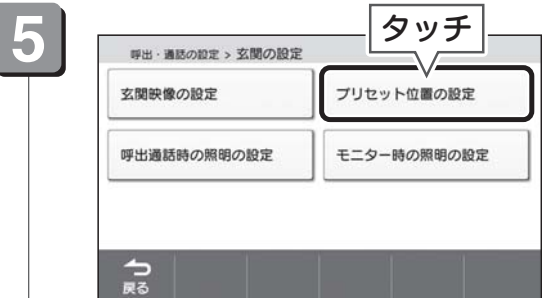 5
タッチ
呼出・通話の設定 > 玄関の設定
玄関映像の設定
プリセット位置の設定
呼出通話時の照明の設定
モニター時の照明の設定
戻る